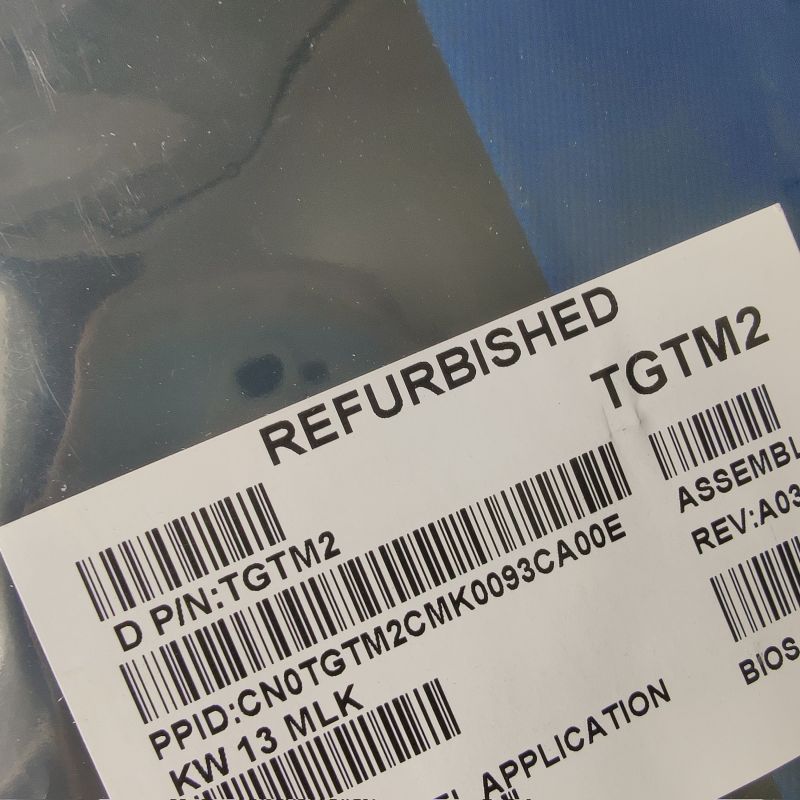 REFURBISHED
TGTM2
D P/N:TGTM2
ASSEMBL
REV:A03
PPID:CN0TGTM2CMK0093CA00E
KW 13 MLK
BIOS
APPLICATION